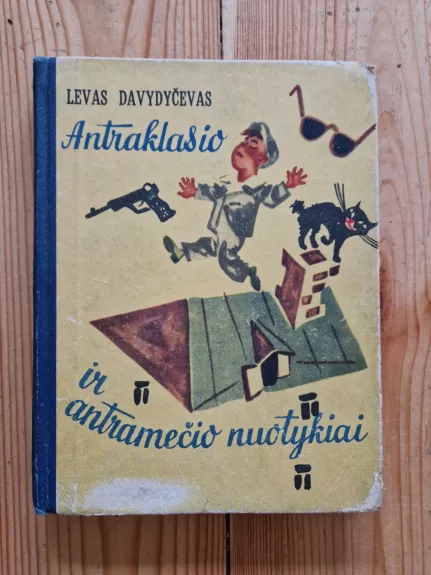 LEVAS DAVYDYČEVAS
Antraklasio
ir
antramečio nuotykiai